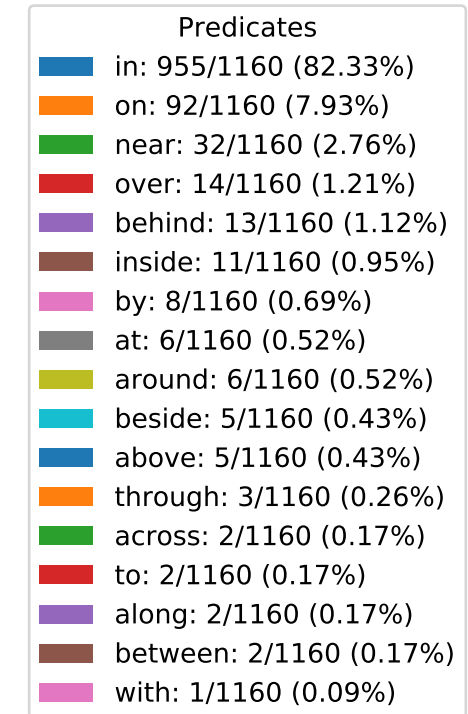 Predicates
in: 955/1160 (82.33%)
on: 92/1160 (7.93%)
near: 32/1160 (2.76%)
over: 14/1160 (1.21%)
behind: 13/1160 (1.12%)
inside: 11/1160 (0.95%)
by: 8/1160 (0.69%)
at: 6/1160 (0.52%)
around: 6/1160 (0.52%)
beside: 5/1160 (0.43%)
above: 5/1160 (0.43%)
through: 3/1160 (0.26%)
across: 2/1160 (0.17%)
to: 2/1160 (0.17%)
along: 2/1160 (0.17%)
between: 2/1160 (0.17%)
with: 1/1160 (0.09%)